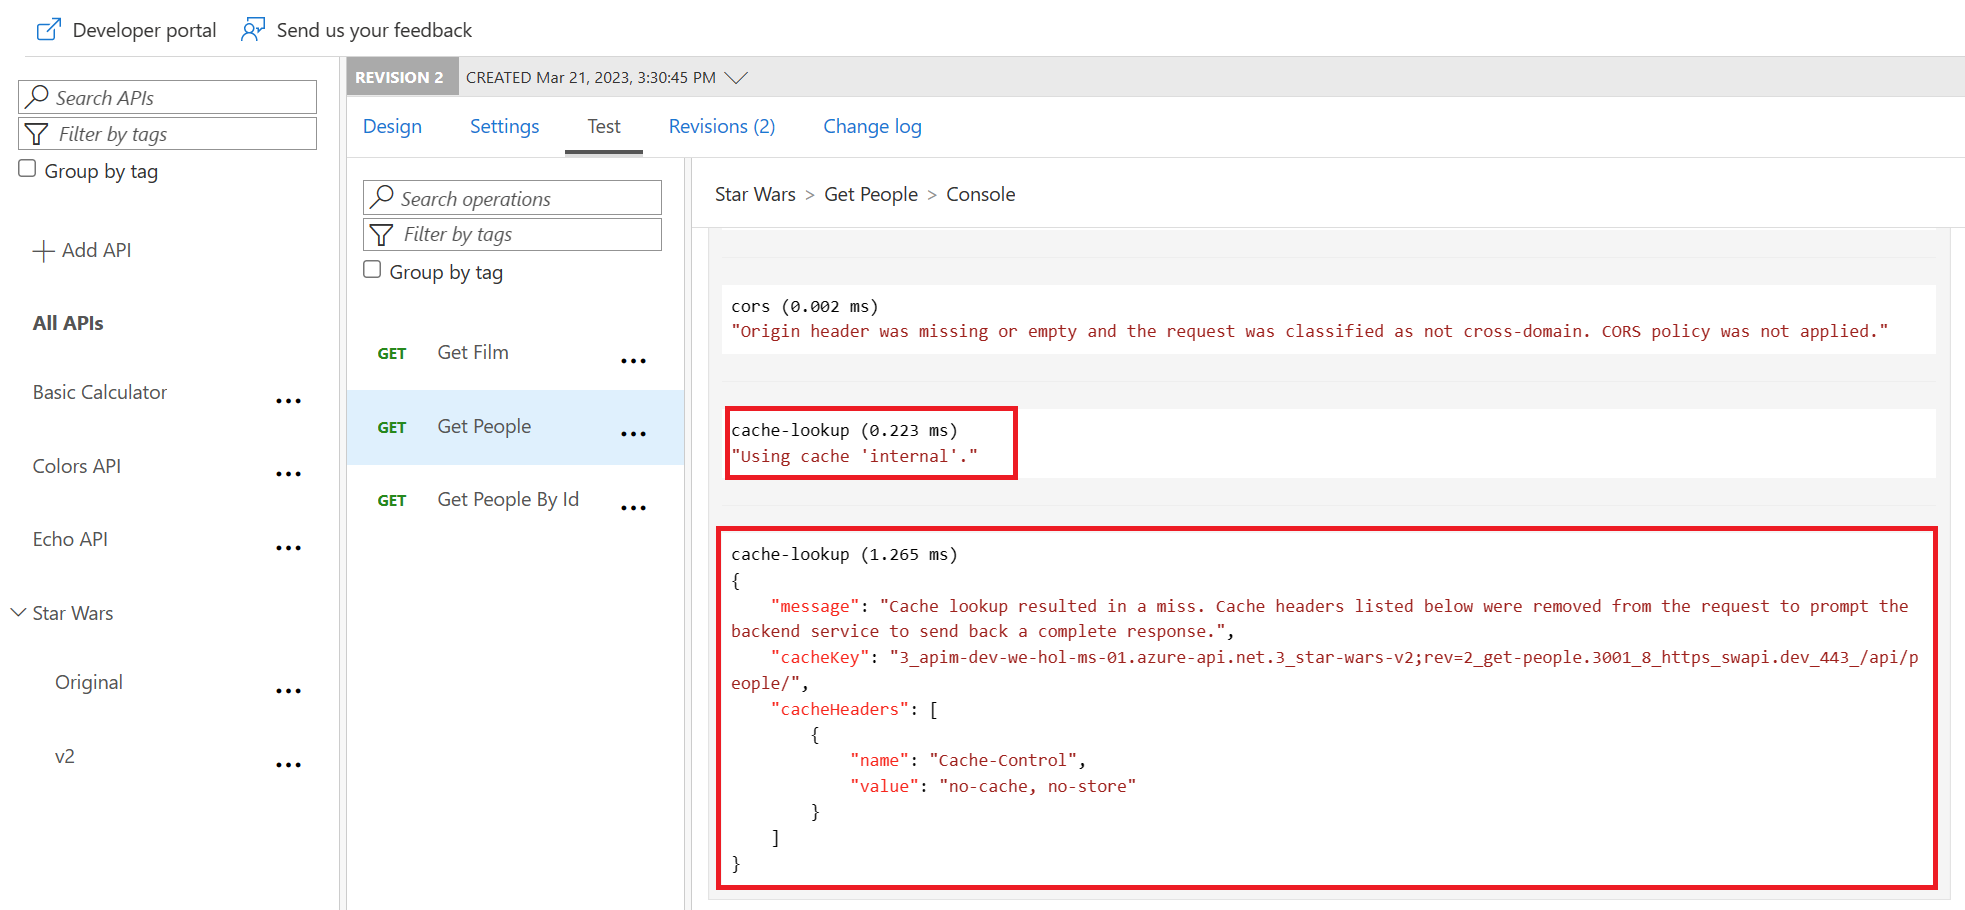 Developer portal
Send us your feedback
Search APIs
Filter by tags
Group by tag
Add API
All APIs
Basic Calculator
Colors API
Echo API
Star Wars
Original
v2
REVISION 2 CREATED Mar 21, 2023, 3:30:45 PM
Design Settings Test Revisions (2) Change log
Search operations
Filter by tags
Group by tag
GET Get Film
GET Get People
GET Get People By Id
Star Wars > Get People > Console
cors (0.002 ms)
"Origin header was missing or empty and the request was classified as not cross-domain. CORS policy was not applied."
cache-lookup (0.223 ms)
"Using cache 'internal'."
cache-lookup (1.265 ms)
{
"message": "Cache lookup resulted in a miss. Cache headers listed below were removed from the request to prompt the
backend service to send back a complete response.",
"cacheKey": "3_apim-dev-we-hol-ms-01.azure-api.net.3_star-wars-v2;rev=2_get-people.3001_8_https_swapi.dev_443_/api/p
eople/",
"cacheHeaders": [
{
"name": "Cache-Control",
"value": "no-cache, no-store"
}
]
}